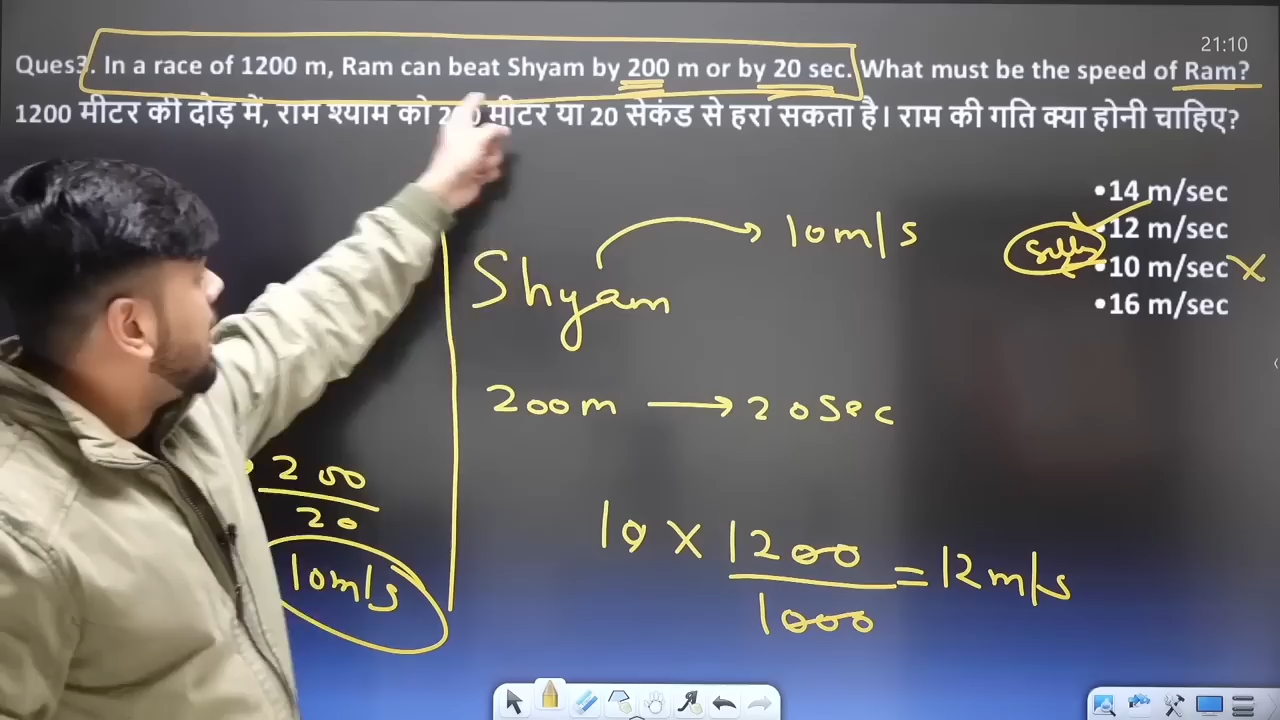 21:10
Ques3. In a race of 1200 m, Ram can beat Shyam by 200 m or by 20 sec. What must be the speed of Ram?
1200 मीटर की दौड़ में, राम श्याम को मीटर या 20 सेकंड से हरा सकता है। राम की गति क्या होनी चाहिए?
•14 m/sec
•12 m/sec
•10 m/sec X
•16 m/sec
Shyam → 10m/s
200m → 20sec
200
20
10m/s
10 X 1200 = 12m/s
1000